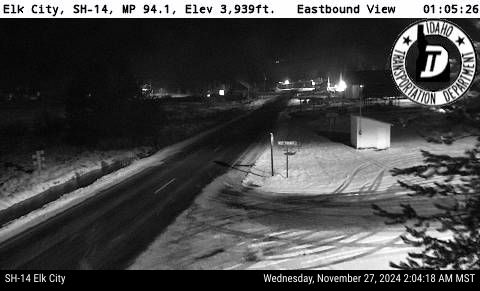 Elk City, SH-14, MP 94.1, Elev 3,939ft.   Eastbound View   01:05:26
IDAHO
TRANSPORTATION DEPARTMENT
SH-14 Elk City
Wednesday, November 27, 2024 2:04:18 AM MST